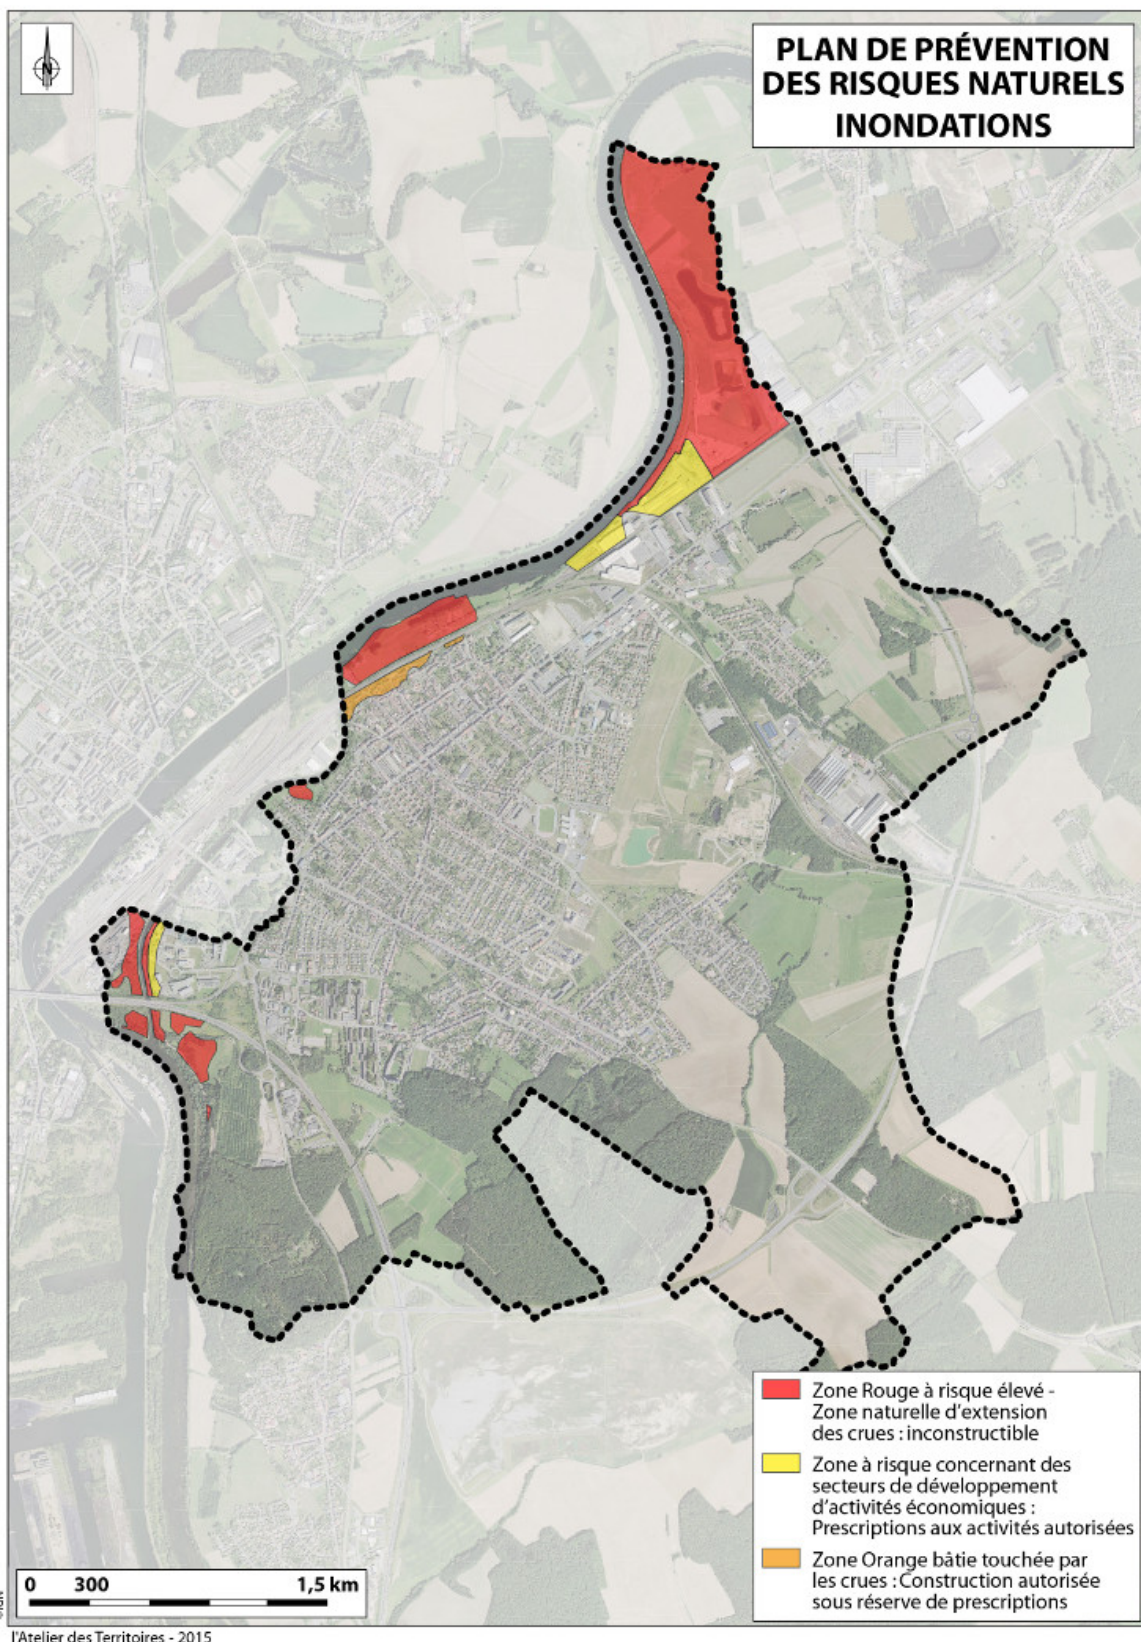 N
PLAN DE PRÉVENTION
DES RISQUES NATURELS
INONDATIONS
Zone Rouge à risque élevé -
Zone naturelle d'extension
des crues : inconstructible
Zone à risque concernant des
secteurs de développement
d'activités économiques :
Prescriptions aux activités autorisées
Zone Orange bâtie touchée par
les crues : Construction autorisée
sous réserve de prescriptions
0 300 1,5 km
l'Atelier des Territoires - 2015